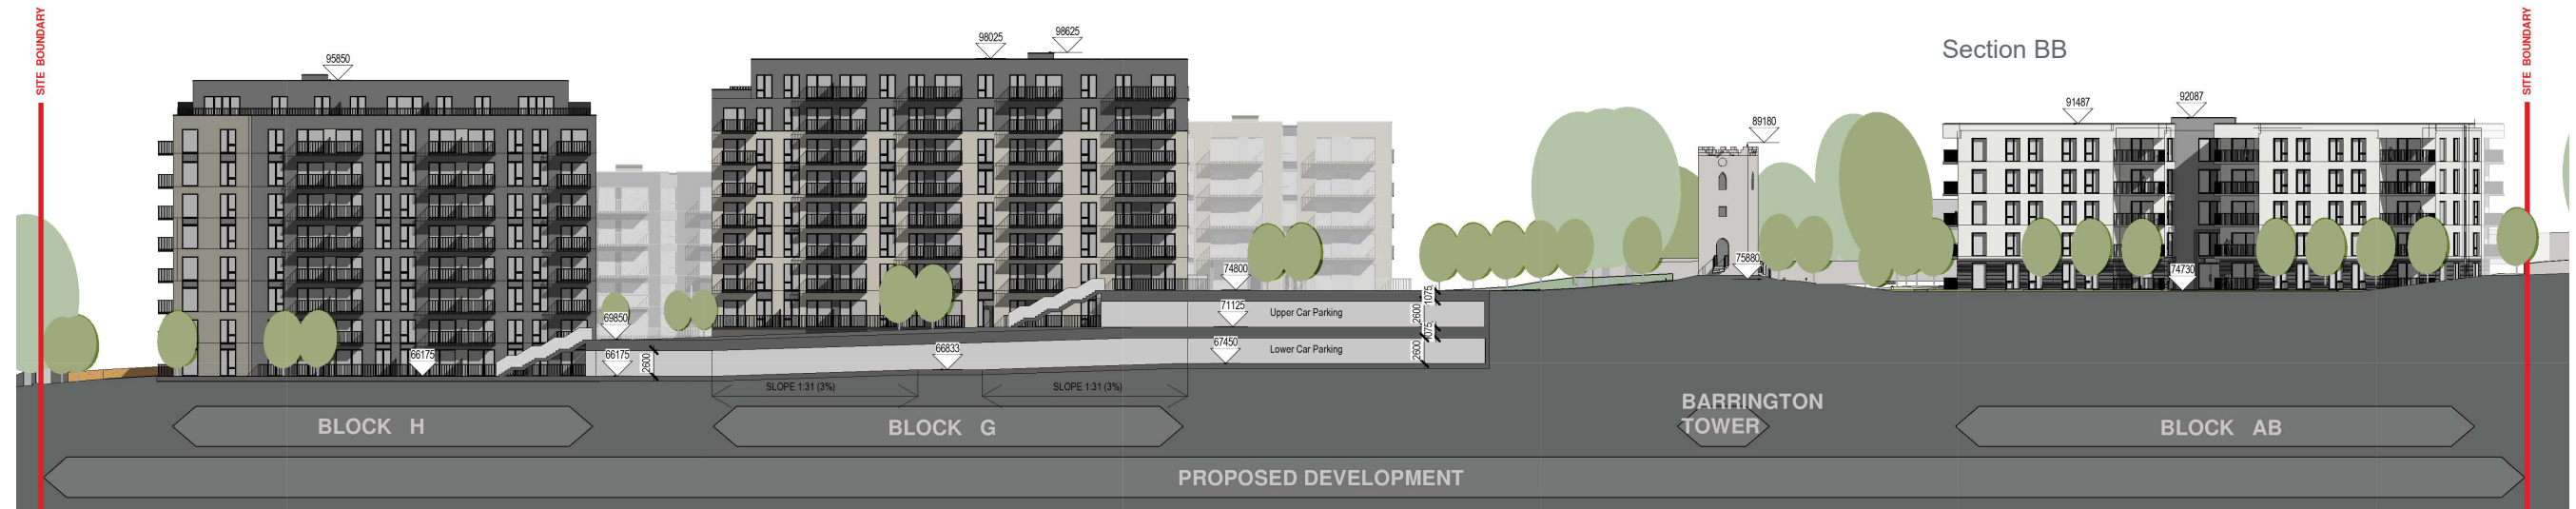 SITE BOUNDARY
SITE BOUNDARY
98625
98025
Section BB
95850
92087
91487
89180
75880
74800
74730
1075
71125
Upper Car Parking
2600
69850
1075
66175
66175
2600
66833
67450
Lower Car Parking
2600
SLOPE 1:31 (3%)
SLOPE 1:31 (3%)
BLOCK H
BLOCK G
BARRINGTON
TOWER
BLOCK AB
PROPOSED DEVELOPMENT